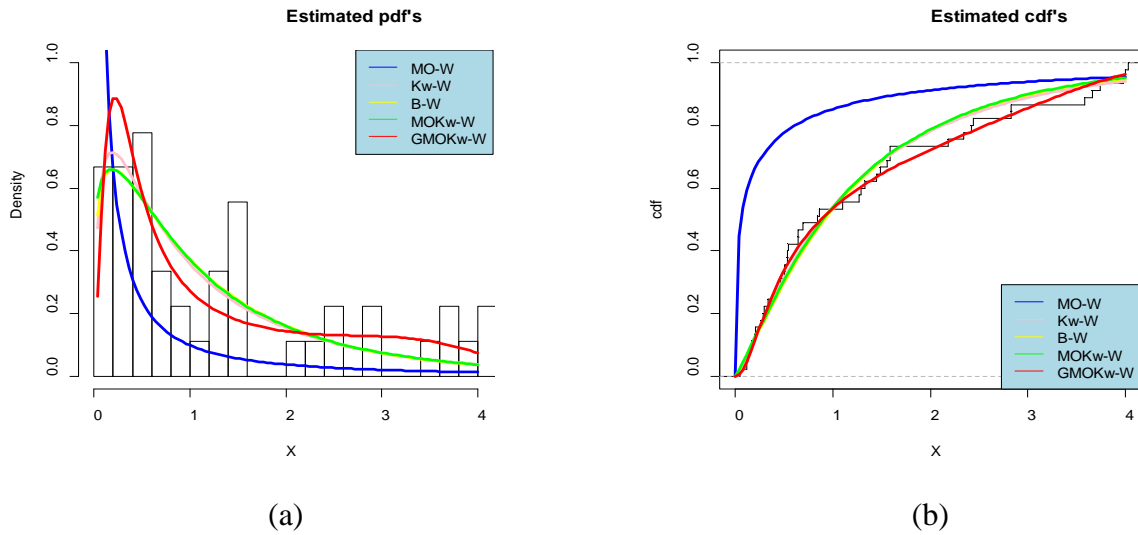 Estimated pdf's
Density
0.0 0.2 0.4 0.6 0.8 1.0
MO-W
Kw-W
B-W
MOKw-W
GMOKw-W
0 1 2 3 4
X
(a)
Estimated cdf's
cdf
0.0 0.2 0.4 0.6 0.8 1.0
MO-W
Kw-W
B-W
MOKw-W
GMOKw-W
0 1 2 3 4
X
(b)